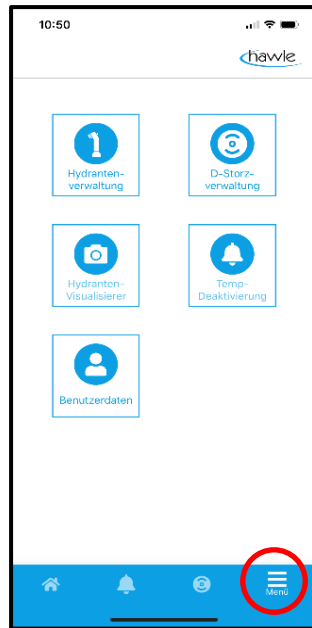 10:50
hawle
Hydranten-
verwaltung
D-Storz-
verwaltung
Hydranten-
Visualisierer
Temp-
Deaktivierung
Benutzerdaten
Menü